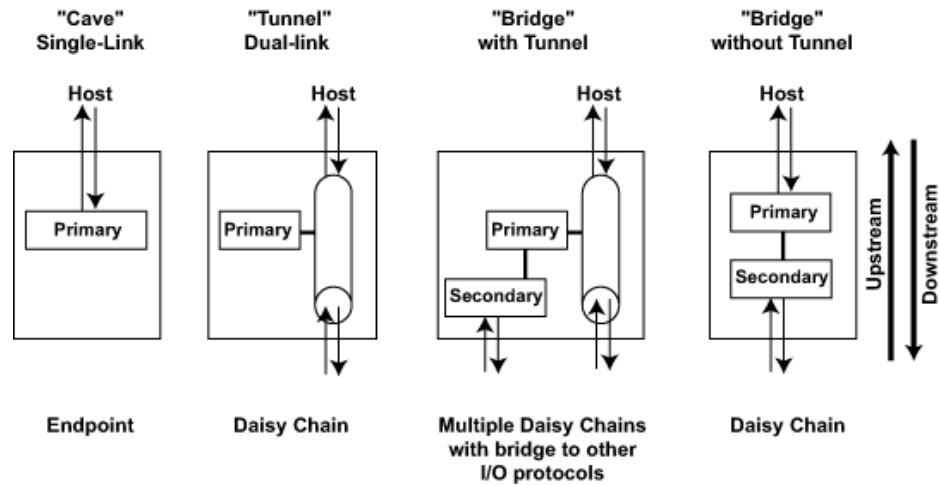 "Cave"
Single-Link
"Tunnel"
Dual-link
"Bridge"
with Tunnel
"Bridge"
without Tunnel
Host
Host
Host
Host
Primary
Primary
Primary
Secondary
Primary
Secondary
Upstream
Downstream
Endpoint
Daisy Chain
Multiple Daisy Chains
with bridge to other
I/O protocols
Daisy Chain